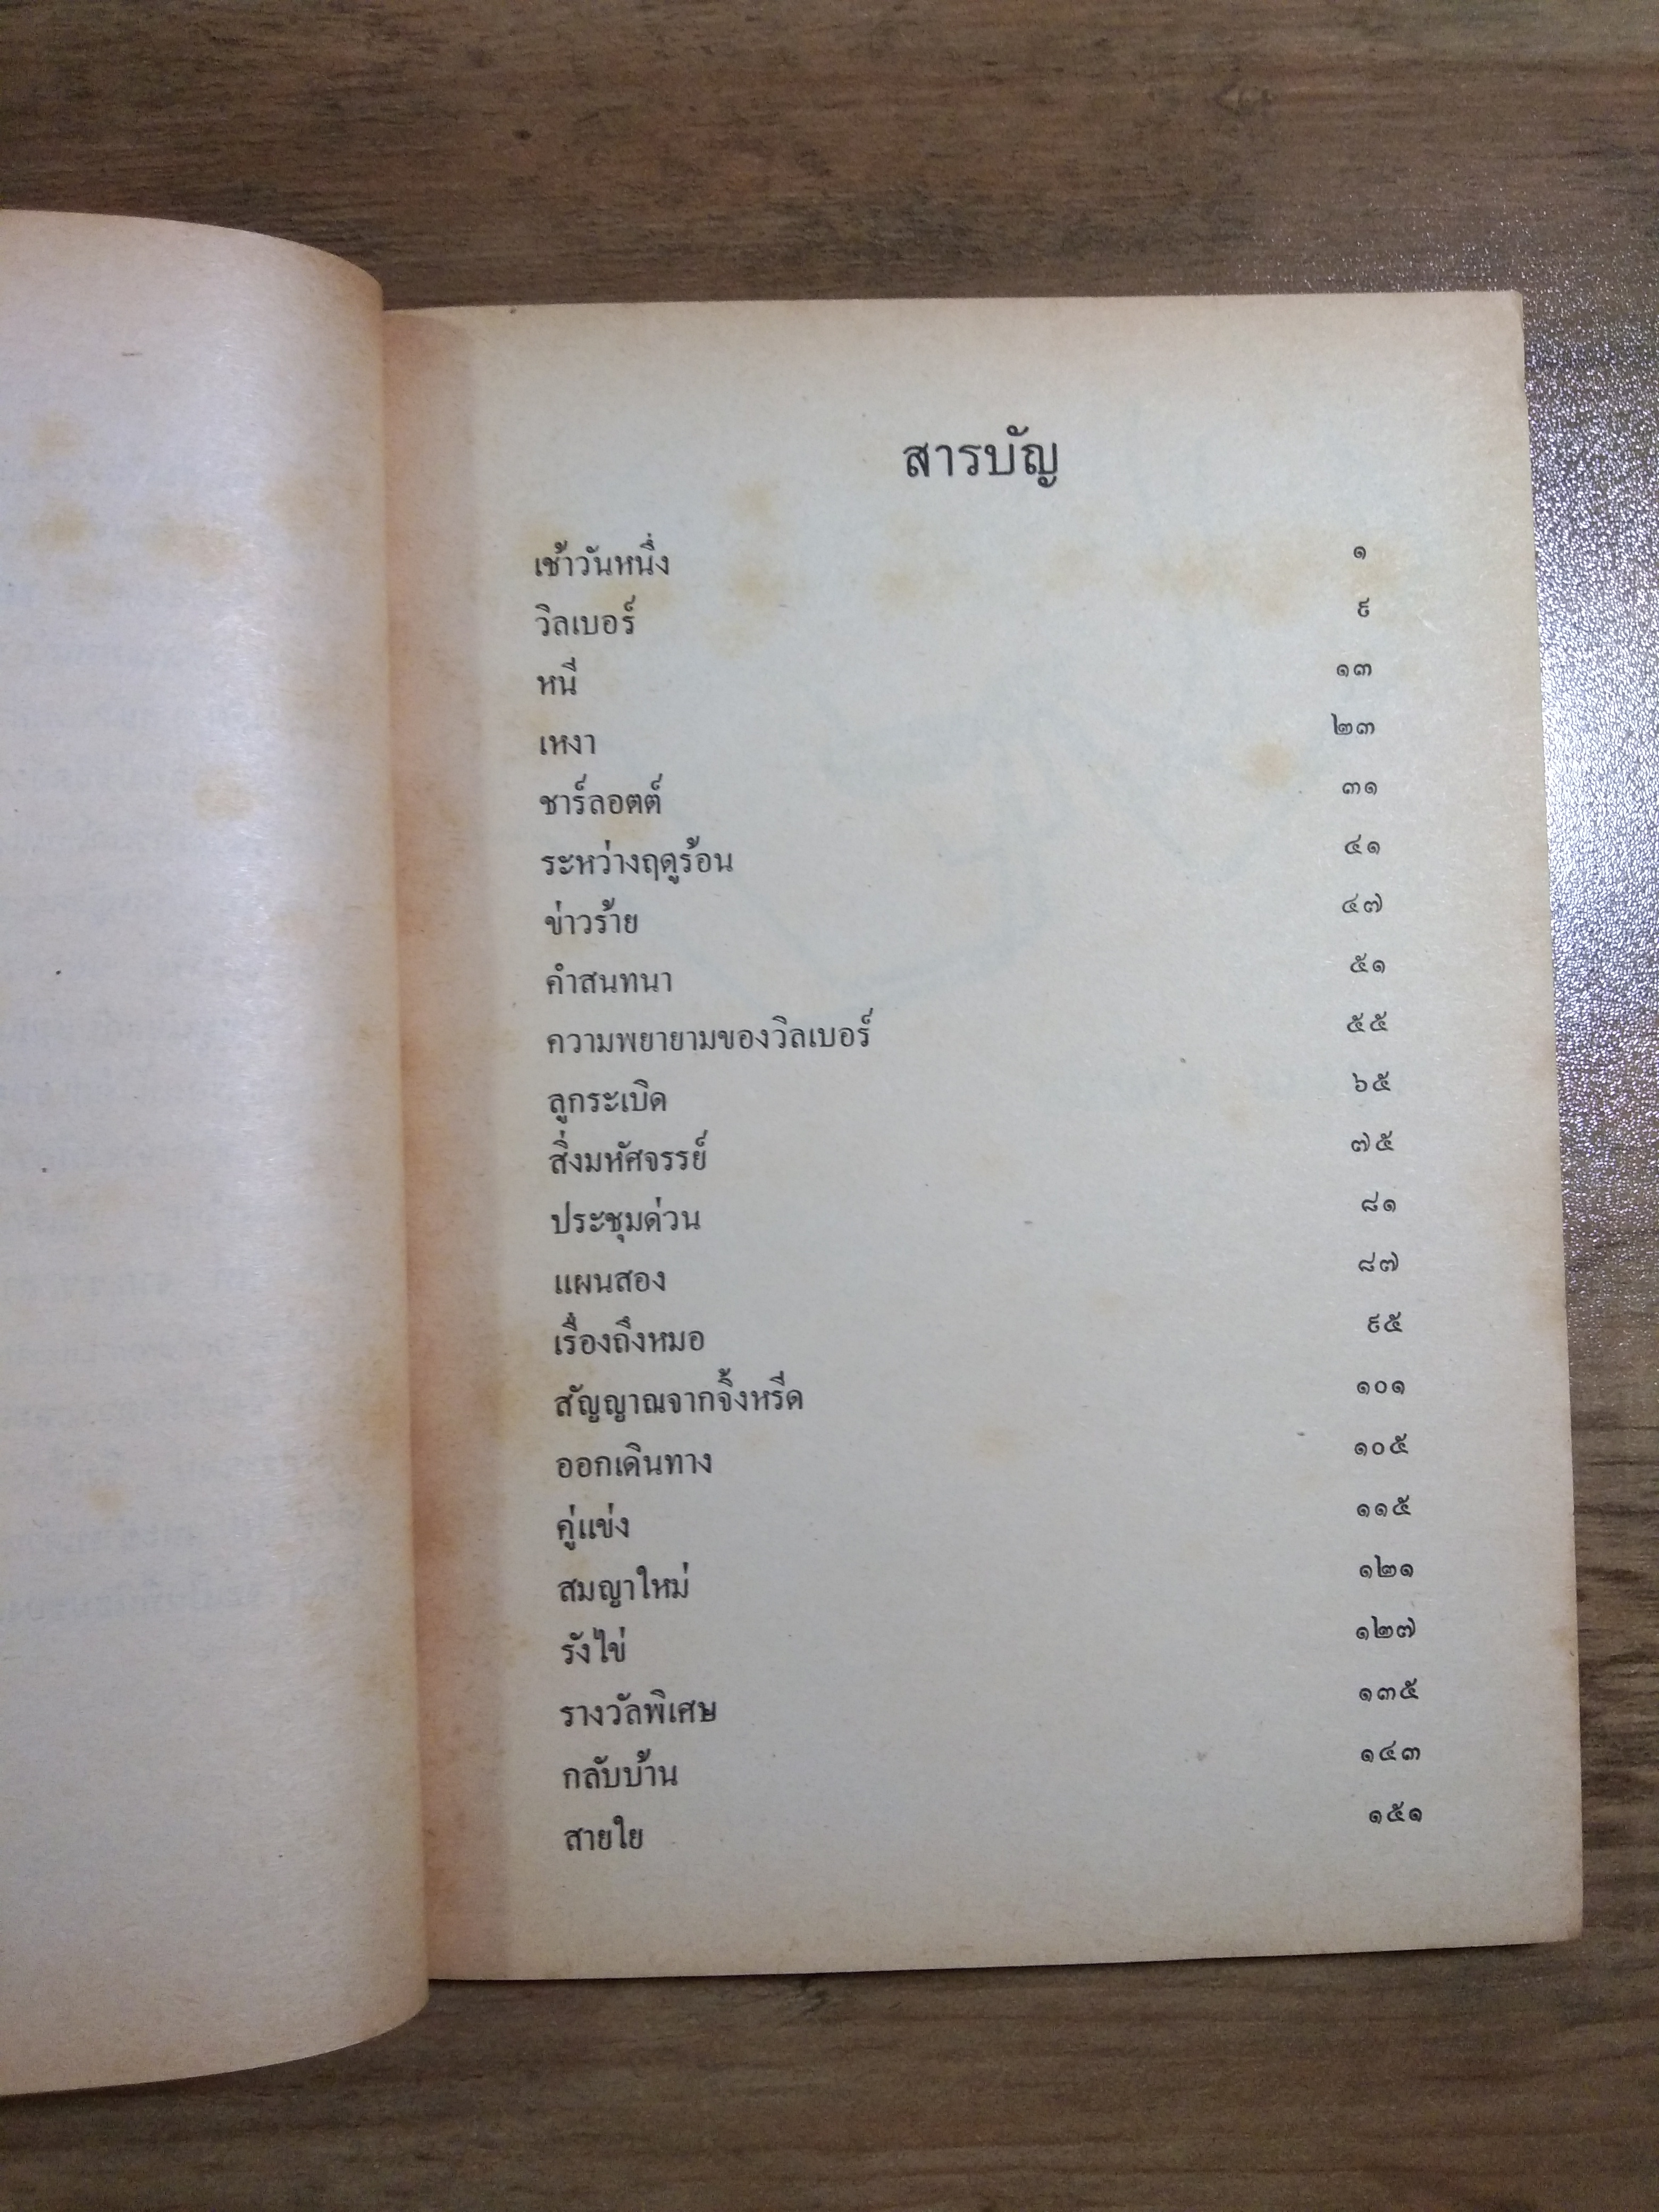 สารบัญ
เช้าวันหนึ่ง ๑
วิลเบอร์ ๙
หนี ๑๓
เหงา ๒๓
ชาร์ลอตต์ ๓๑
ระหว่างฤดูร้อน ๔๑
ข่าวร้าย ๔๗
คำสนทนา ๕๑
ความพยายามของวิลเบอร์ ๕๕
ลูกระเบิด ๖๕
สิ่งมหัศจรรย์ ๗๕
ประชุมด่วน ๘๑
แผนสอง ๘๗
เรื่องถึงหมอ ๙๕
สัญญาณจากจิ้งหรีด ๑๐๑
ออกเดินทาง ๑๐๕
คู่แข่ง ๑๑๕
สมญาใหม่ ๑๒๑
รังไข่ ๑๒๗
รางวัลพิเศษ ๑๓๕
กลับบ้าน ๑๔๓
สายใย ๑๕๑